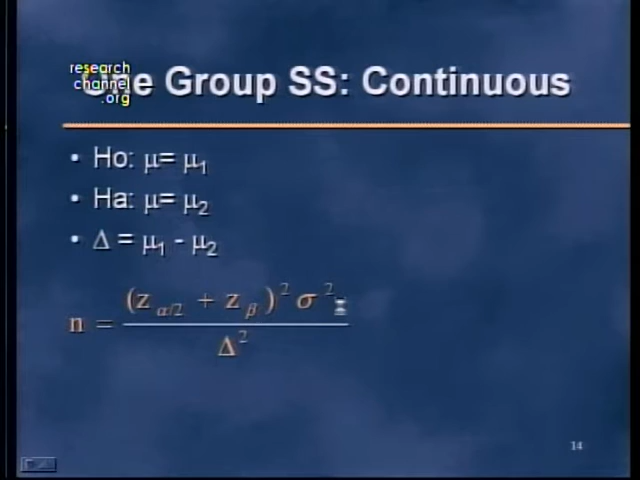 research
channel
.org
One Group SS: Continuous
• Ho: μ= μ₁
• Ha: μ= μ₂
• Δ = μ₁ - μ₂
n = (z α/2 + z β)² σ² / Δ²
14